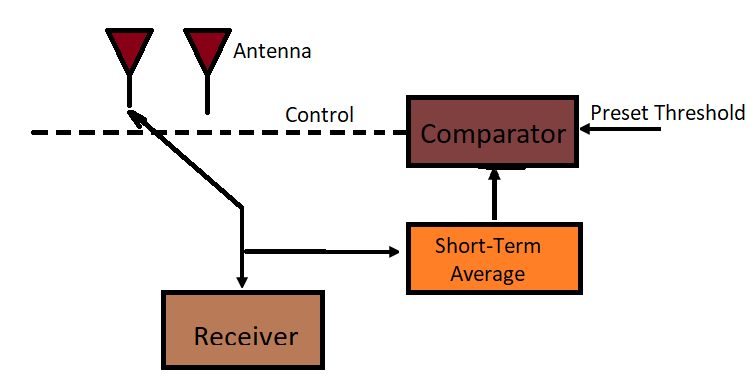 Antenna
Control
Preset Threshold
Comparator
Short-Term
Average
Receiver